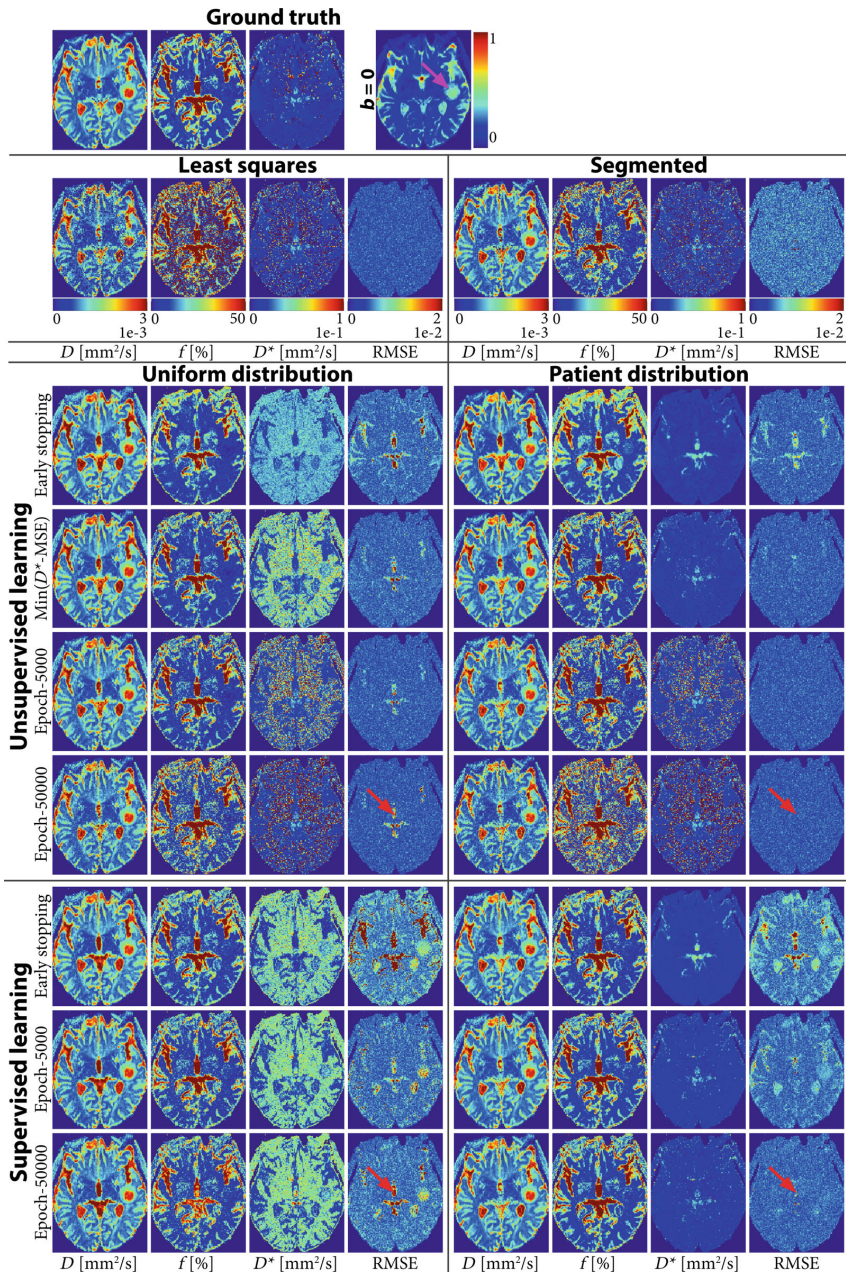 Ground truth
b = 0
1
0
Least squares
Segmented
0 3 0 50 0 1 0 2
1e-3 1e-1 1e-2
0 3 0 50 0 1 0 2
1e-3 1e-1 1e-2
D [mm²/s] f [%] D* [mm²/s] RMSE
D [mm²/s] f [%] D* [mm²/s] RMSE
Uniform distribution
Patient distribution
Unsupervised learning
Early stopping
Min(D*-MSE)
Epoch-5000
Epoch-50000
Supervised learning
Early stopping
Epoch-5000
Epoch-50000
D [mm²/s] f [%] D* [mm²/s] RMSE
D [mm²/s] f [%] D* [mm²/s] RMSE